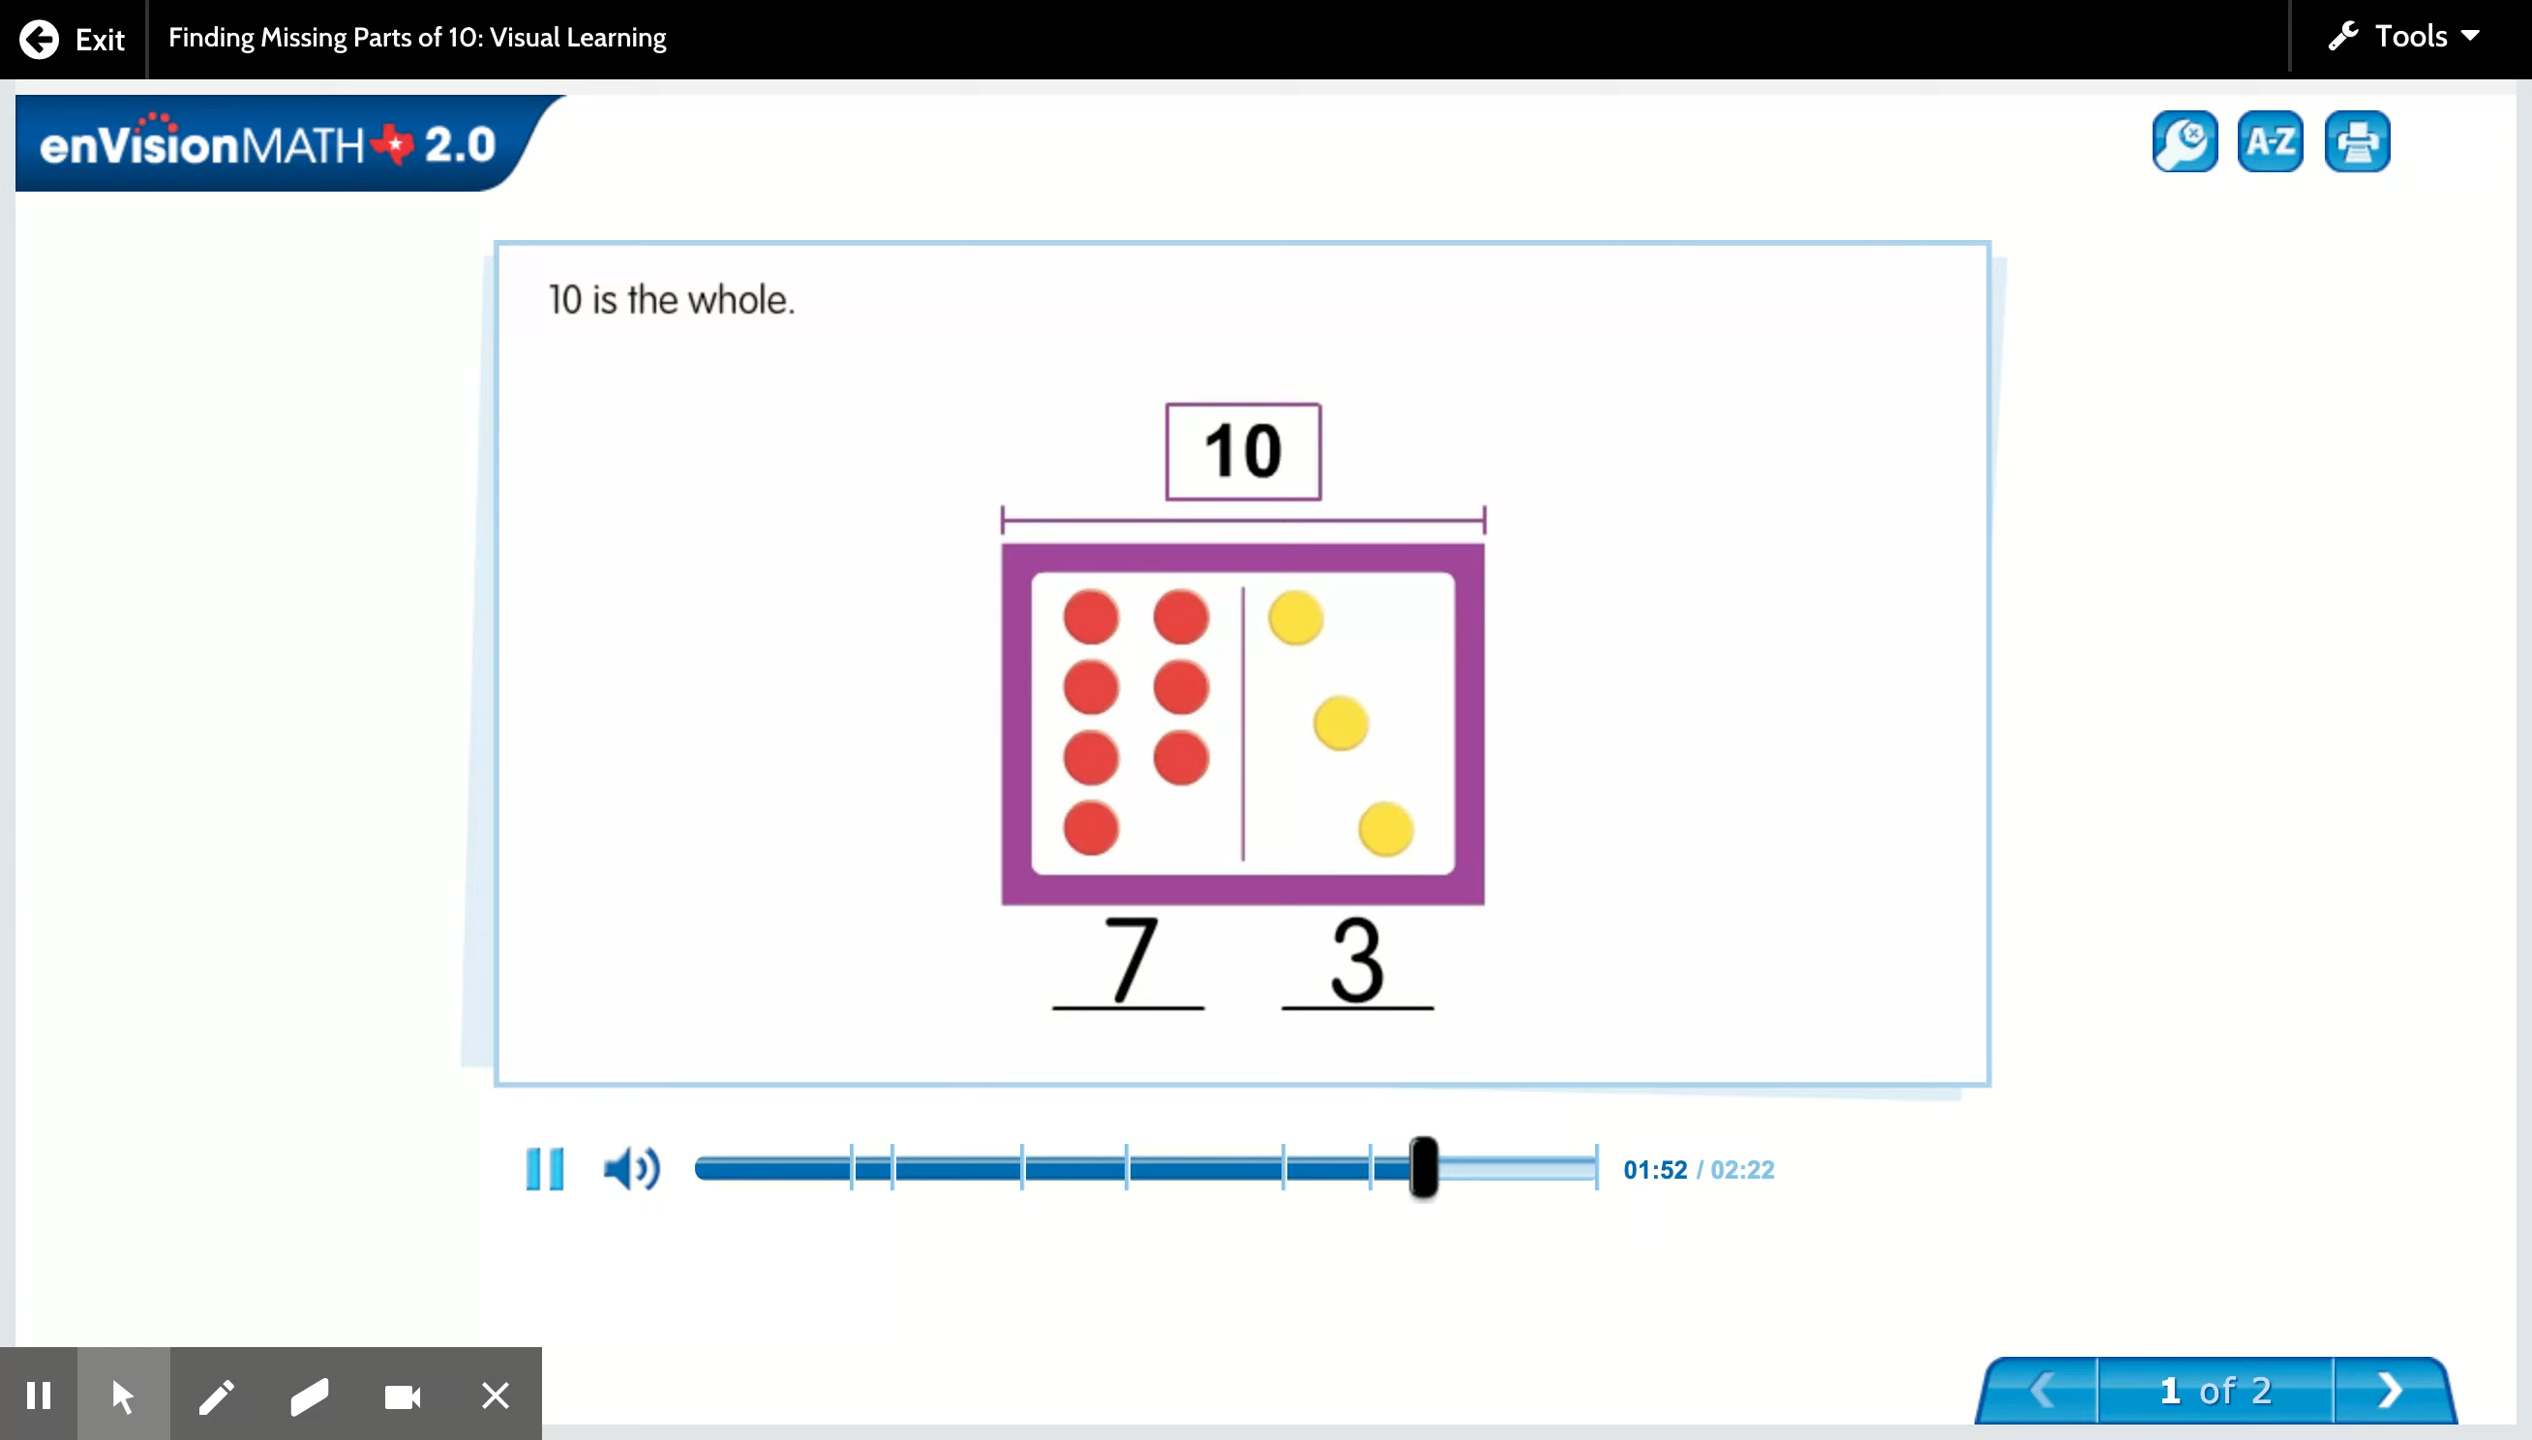 Exit
Finding Missing Parts of 10: Visual Learning
Tools
enVisionMATH 2.0
A-Z
10 is the whole.
10
7 3
01:52 / 02:22
1 of 2